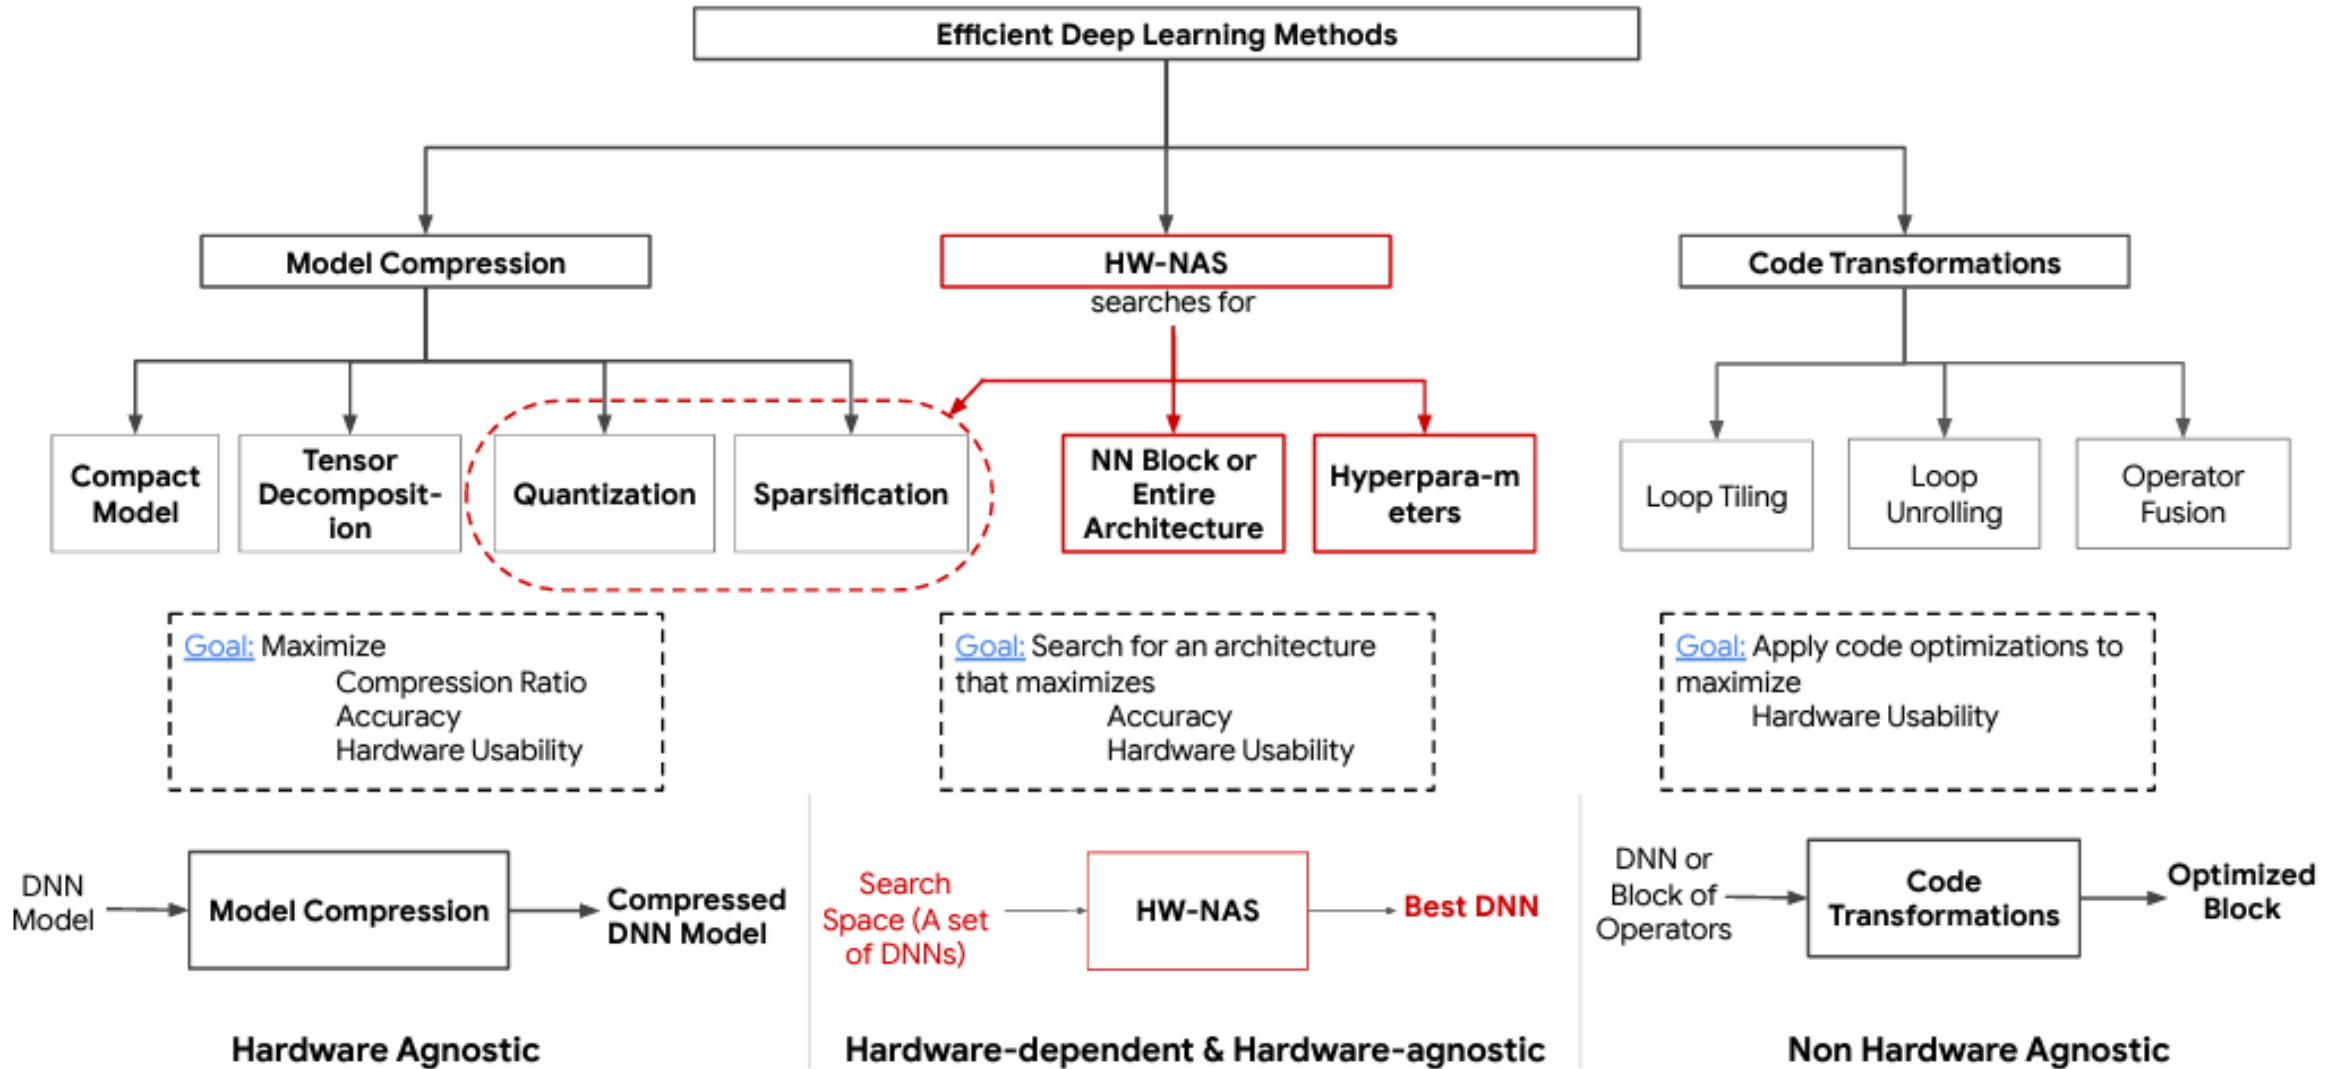 Efficient Deep Learning Methods
Model Compression
HW-NAS
Code Transformations
searches for
Compact
Model
Tensor
Decomposit-
ion
Quantization
Sparsification
NN Block or
Entire
Architecture
Hyperpara-m
eters
Loop Tiling
Loop
Unrolling
Operator
Fusion
Goal: Maximize
Compression Ratio
Accuracy
Hardware Usability
Goal: Search for an architecture
that maximizes
Accuracy
Hardware Usability
Goal: Apply code optimizations to
maximize
Hardware Usability
DNN
Model
Model Compression
Compressed
DNN Model
Search
Space (A set
of DNNs)
HW-NAS
Best DNN
DNN or
Block of
Operators
Code
Transformations
Optimized
Block
Hardware Agnostic
Hardware-dependent & Hardware-agnostic
Non Hardware Agnostic